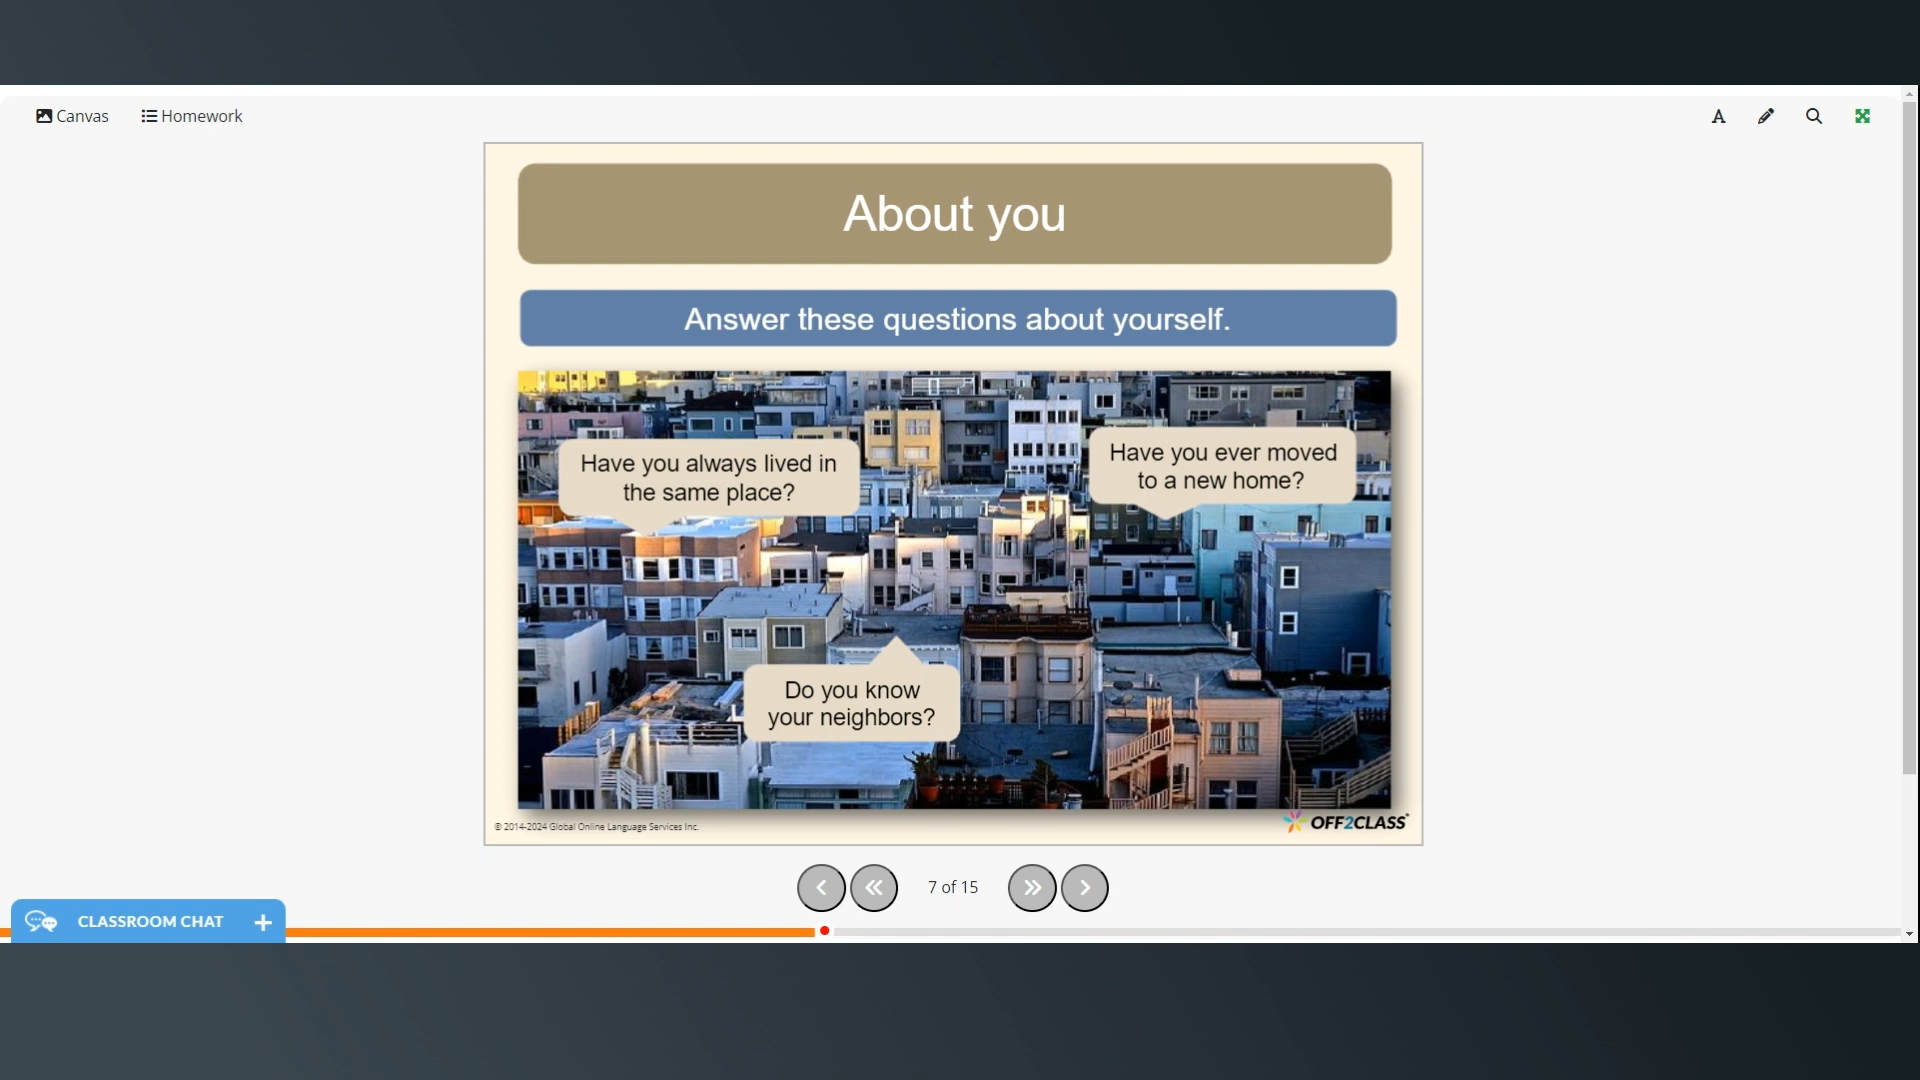 Canvas
Homework
A
About you
Answer these questions about yourself.
Have you always lived in
the same place?
Have you ever moved
to a new home?
Do you know
your neighbors?
© 2014-2024 Global Online Language Services Inc.
OFF2CLASS
7 of 15
CLASSROOM CHAT +